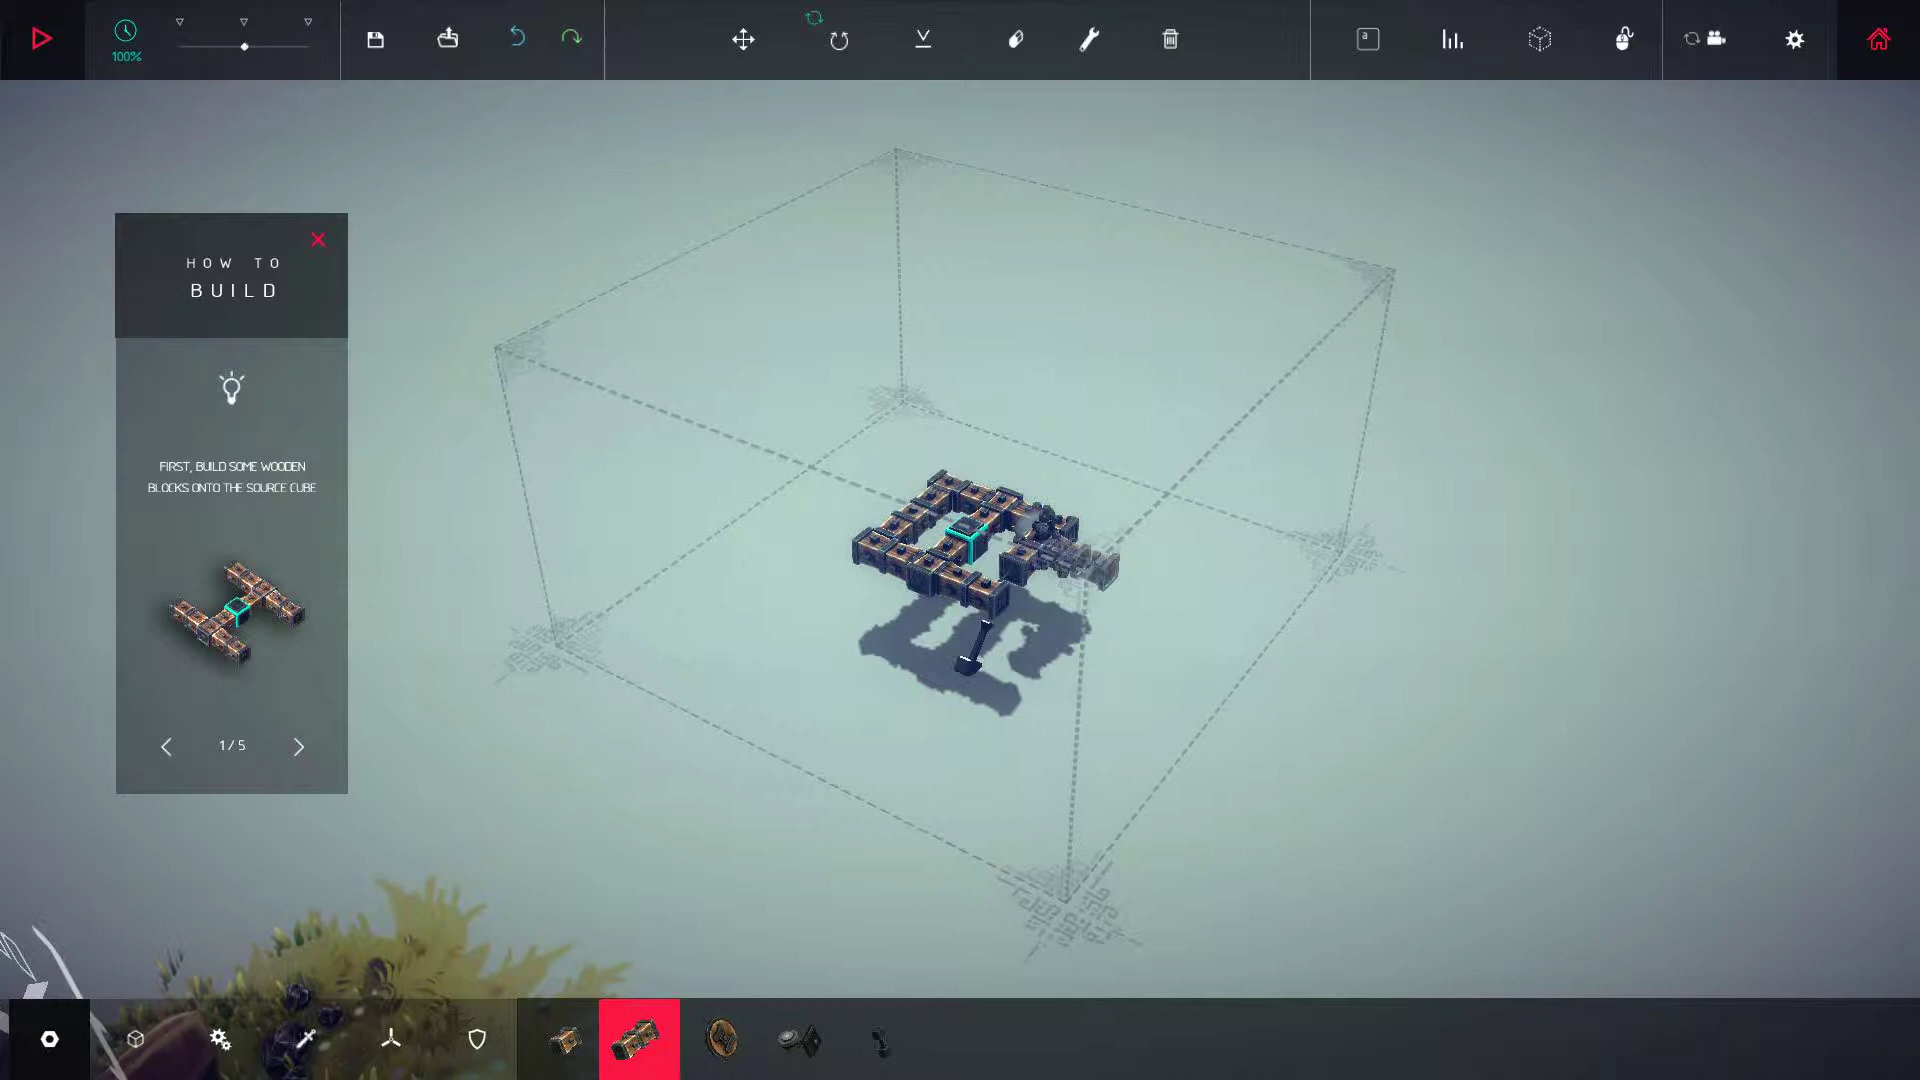 100%
a
HOW TO
BUILD
FIRST, BUILD SOME WOODEN
BLOCKS ONTO THE SOURCE CUBE
1/5